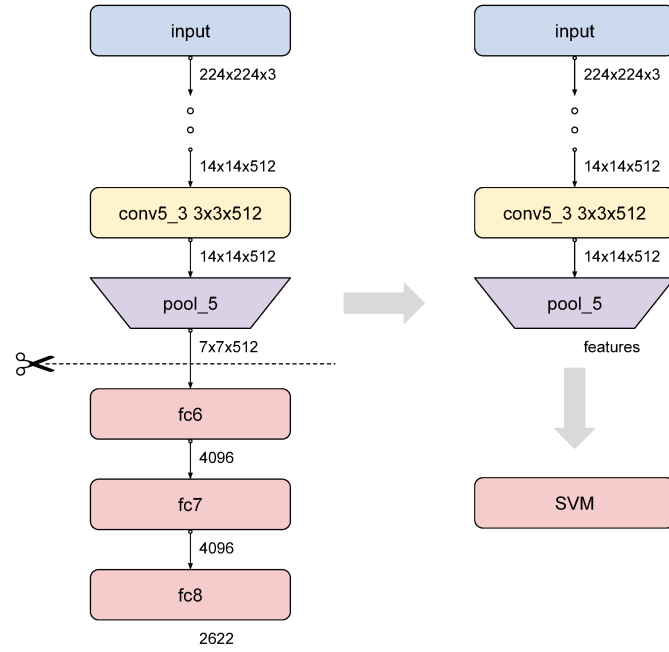 input
224x224x3
14x14x512
conv5_3 3x3x512
14x14x512
pool_5
7x7x512
fc6
4096
fc7
4096
fc8
2622
input
224x224x3
14x14x512
conv5_3 3x3x512
14x14x512
pool_5
features
SVM